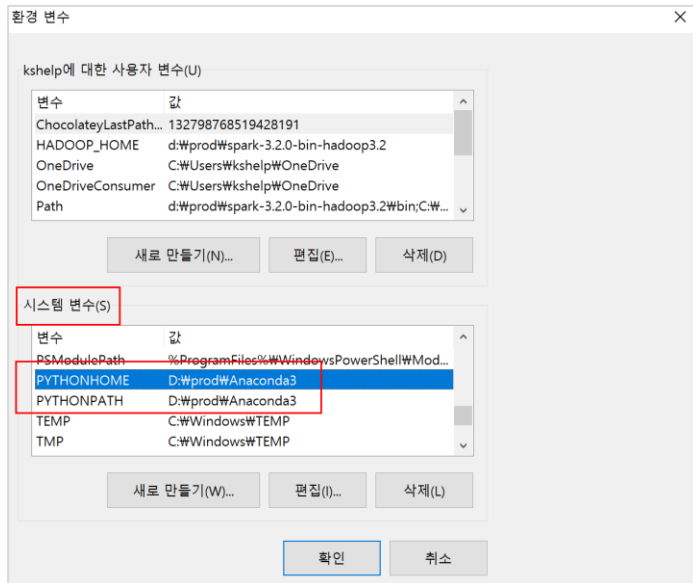 환경 변수
kshelp에 대한 사용자 변수(U)
변수 값
ChocolateyLastPath... 132798768519428191
HADOOP_HOME d:₩prod₩spark-3.2.0-bin-hadoop3.2
OneDrive C:₩Users₩kshelp₩OneDrive
OneDriveConsumer C:₩Users₩kshelp₩OneDrive
Path d:₩prod₩spark-3.2.0-bin-hadoop3.2₩bin;C:₩...
새로 만들기(N)... 편집(E)... 삭제(D)
시스템 변수(S)
변수 값
PSModulePath %ProgramFiles%₩WindowsPowerShell₩Mod...
PYTHONHOME D:₩prod₩Anaconda3
PYTHONPATH D:₩prod₩Anaconda3
TEMP C:₩Windows₩TEMP
TMP C:₩Windows₩TEMP
새로 만들기(W)... 편집(I)... 삭제(L)
확인 취소